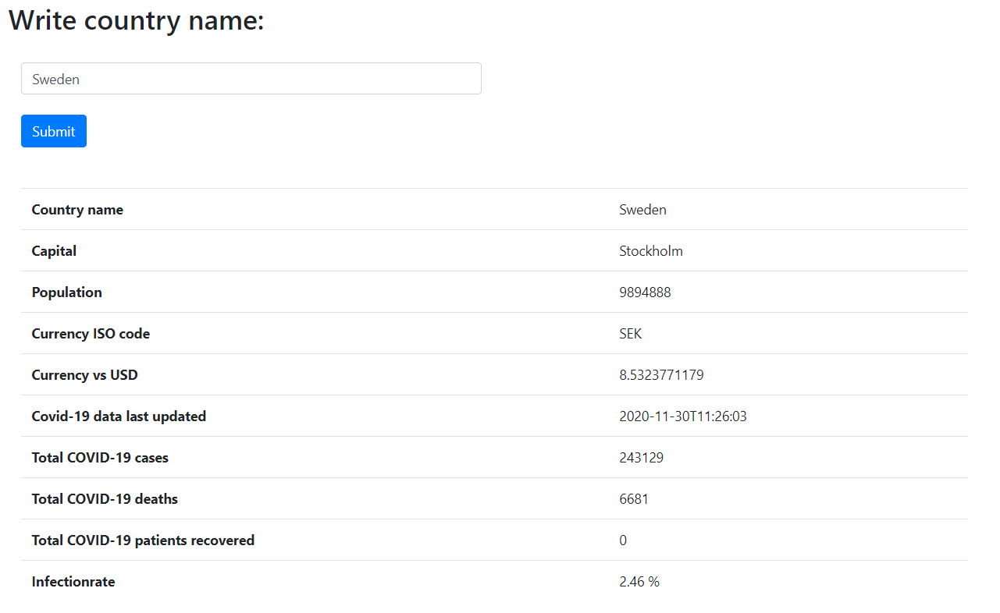 Write country name:
Sweden
Submit
Country name Sweden
Capital Stockholm
Population 9894888
Currency ISO code SEK
Currency vs USD 8.5323771179
Covid-19 data last updated 2020-11-30T11:26:03
Total COVID-19 cases 243129
Total COVID-19 deaths 6681
Total COVID-19 patients recovered 0
Infectionrate 2.46 %